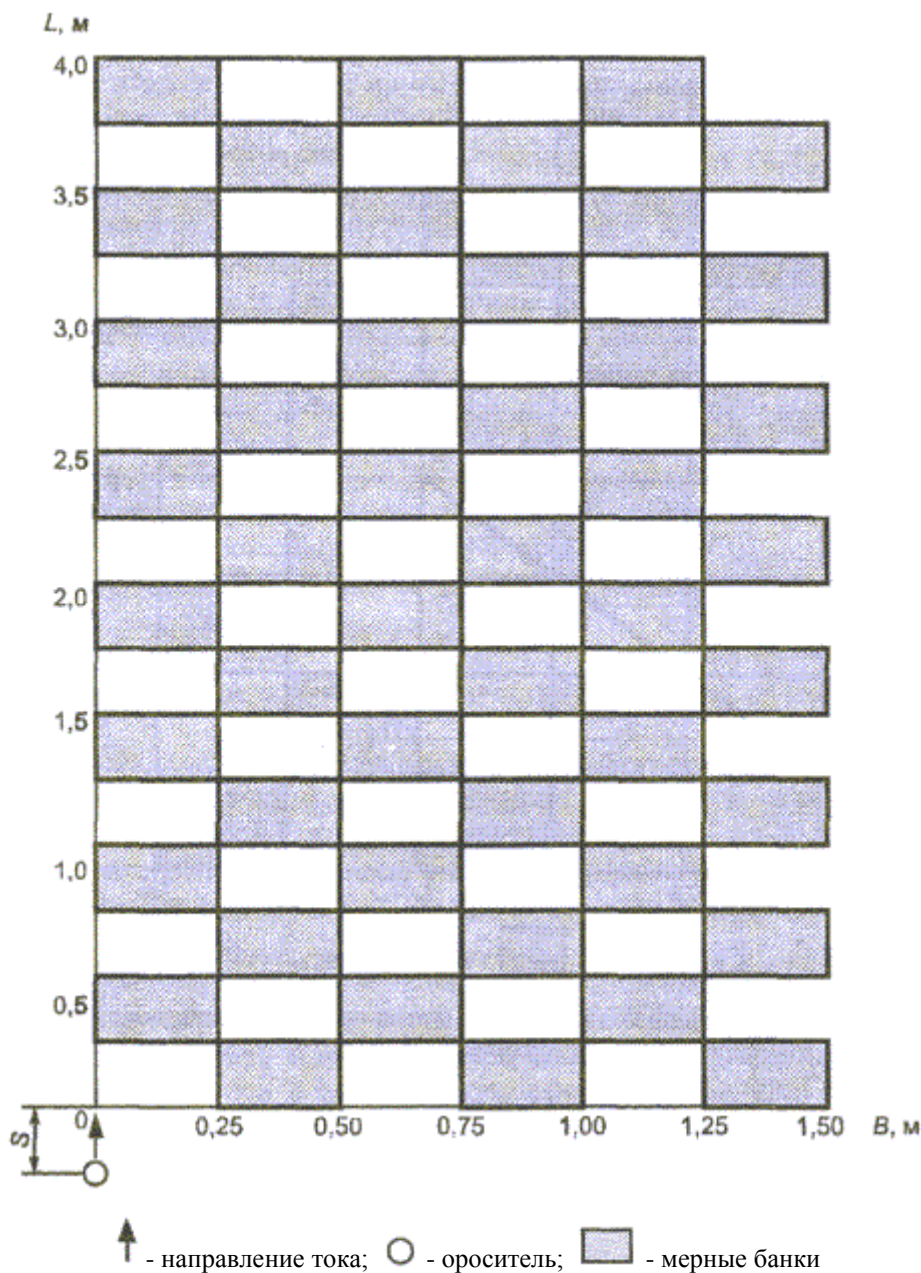 L, м
4,0
3,5
3,0
2,5
2,0
1,5
1,0
0,5
0
0,25 0,50 0,75 1,00 1,25 1,50 B, м
S
- направление тока; - ороситель; - мерные банки